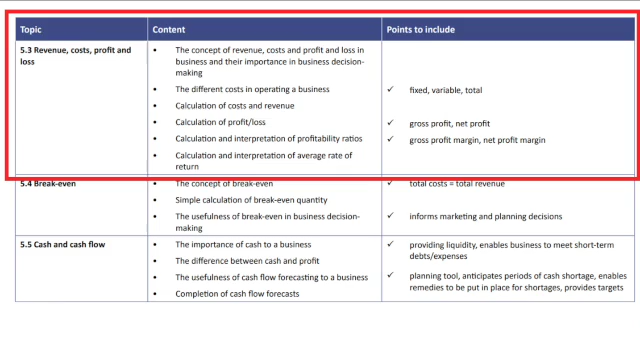 Topic Content Points to include
5.3 Revenue, costs, profit and • The concept of revenue, costs and profit and loss in
loss business and their importance in business decision-
making
• The different costs in operating a business ✓ fixed, variable, total
• Calculation of costs and revenue
• Calculation of profit/loss ✓ gross profit, net profit
• Calculation and interpretation of profitability ratios ✓ gross profit margin, net profit margin
• Calculation and interpretation of average rate of
return
5.4 Break-even • The concept of break-even ✓ total costs = total revenue
• Simple calculation of break-even quantity
• The usefulness of break-even in business decision- ✓ informs marketing and planning decisions
making
5.5 Cash and cash flow • The importance of cash to a business ✓ providing liquidity, enables business to meet short-term
debts/expenses
• The difference between cash and profit
• The usefulness of cash flow forecasting to a business ✓ planning tool, anticipates periods of cash shortage, enables
remedies to be put in place for shortages, provides targets
• Completion of cash flow forecasts